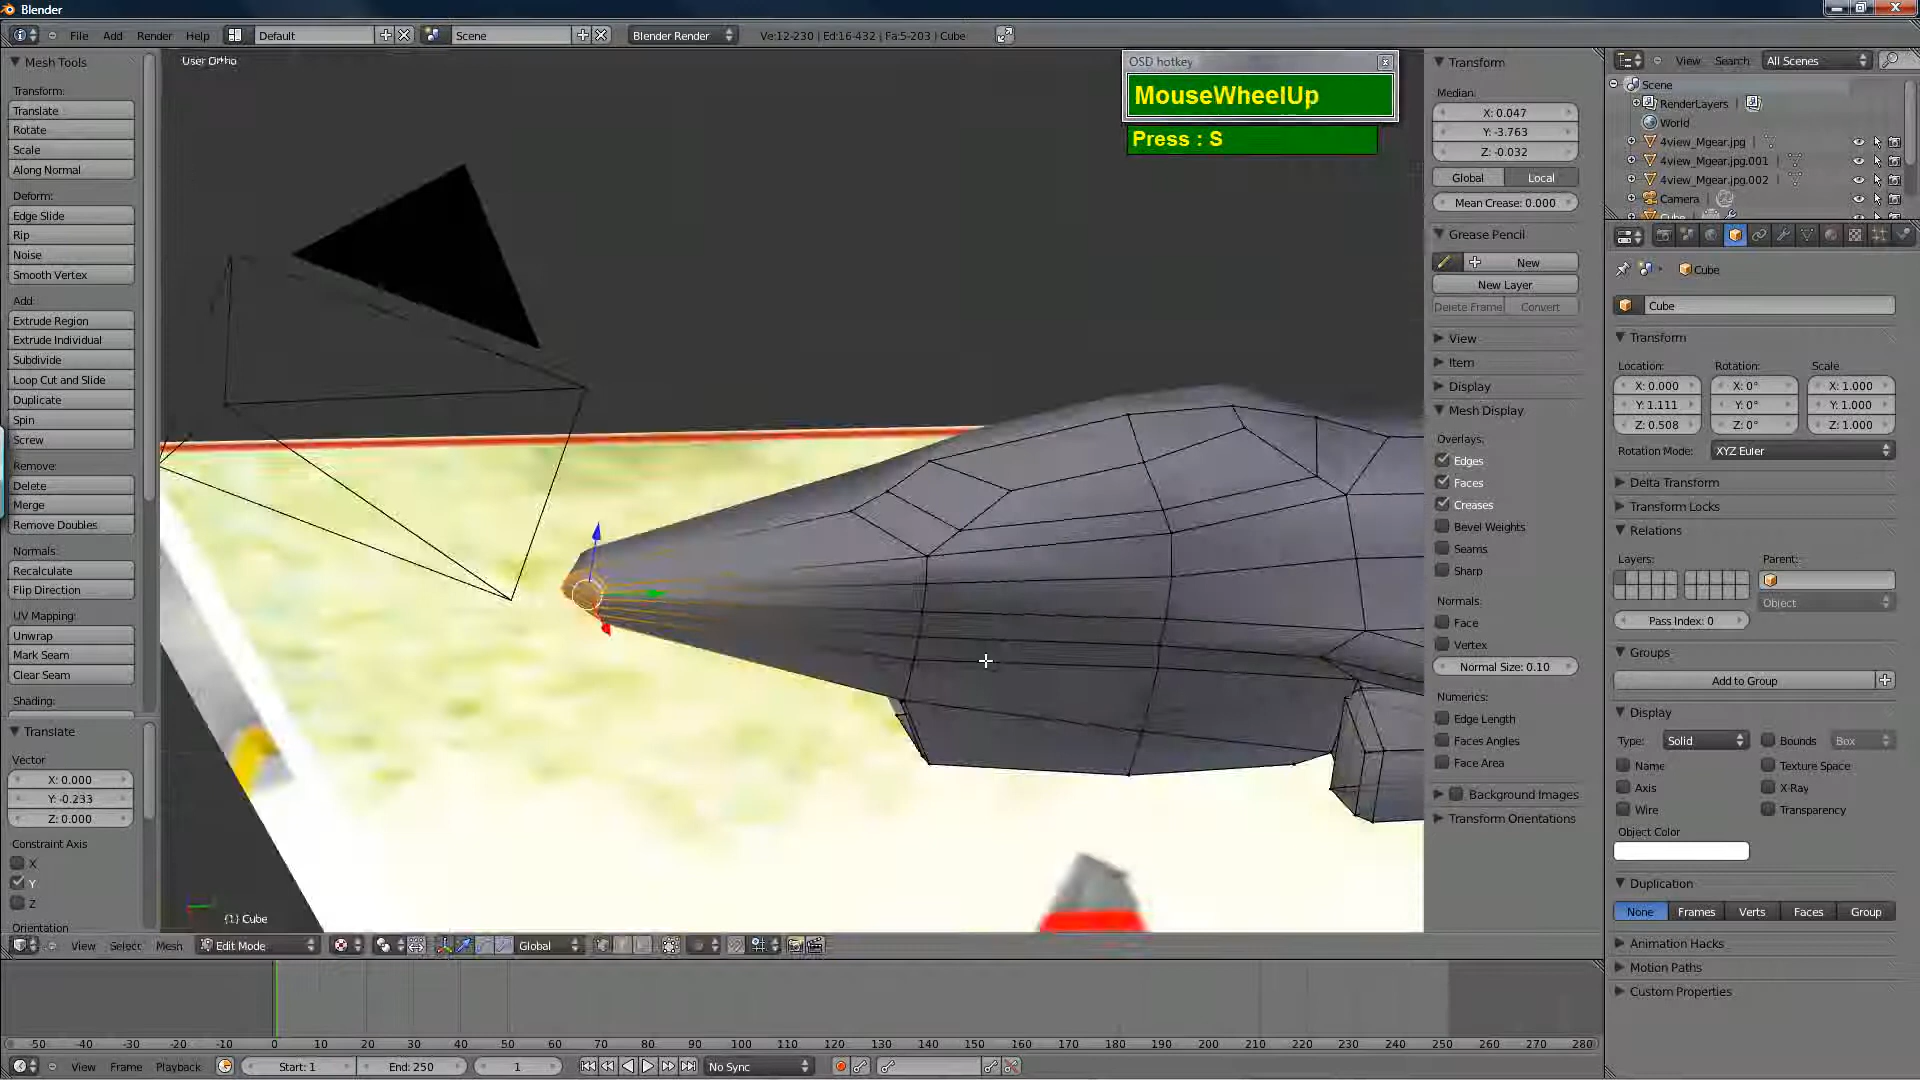 Blender
File Add Render Help Default Scene Blender Render Ve:12-230 | Ed:16-432 | Fa:5-203 | Cube
Mesh Tools
Transform:
Translate
Rotate
Scale
Along Normal
Deform:
Edge Slide
Rip
Noise
Smooth Vertex
Add:
Extrude Region
Extrude Individual
Subdivide
Loop Cut and Slide
Duplicate
Spin
Screw
Remove:
Delete
Merge
Remove Doubles
Normals:
Recalculate
Flip Direction
UV Mapping:
Unwrap
Mark Seam
Clear Seam
Shading:
Translate
Vector
X: 0.000
Y: -0.233
Z: 0.000
Constraint Axis
X
Y
Z
Orientation
User Ortho
OSD hotkey
MouseWheelUp
Press : S
(1) Cube
Transform
Median:
X: 0.047
Y: -3.763
Z: -0.032
Global Local
Mean Crease: 0.000
Grease Pencil
New
New Layer
Delete Frame Convert
View
Item
Display
Mesh Display
Overlays:
Edges
Faces
Creases
Bevel Weights
Seams
Sharp
Normals:
Face
Vertex
Normal Size: 0.10
Numerics:
Edge Length
Faces Angles
Face Area
Background Images
Transform Orientations
View Search All Scenes
Scene
RenderLayers
World
4view_Mgear.jpg
4view_Mgear.jpg.001
4view_Mgear.jpg.002
Camera
Cube
Cube
Cube
Transform
Location: Rotation: Scale:
X: 0.000 X: 0° X: 1.000
Y: 1.111 Y: 0° Y: 1.000
Z: 0.508 Z: 0° Z: 1.000
Rotation Mode: XYZ Euler
Delta Transform
Transform Locks
Relations
Layers: Parent:
Object
Pass Index: 0
Groups
Add to Group
Display
Type: Solid Bounds Box
Name Texture Space
Axis X-Ray
Wire Transparency
Object Color
Duplication
None Frames Verts Faces Group
Animation Hacks
Motion Paths
Custom Properties
View Select Mesh Edit Mode Global
-50 -40 -30 -20 -10 0 10 20 30 40 50 60 70 80 90 100 110 120 130 140 150 160 170 180 190 200 210 220 230 240 250 260 270 280
View Frame Playback Start: 1 End: 250 1 No Sync